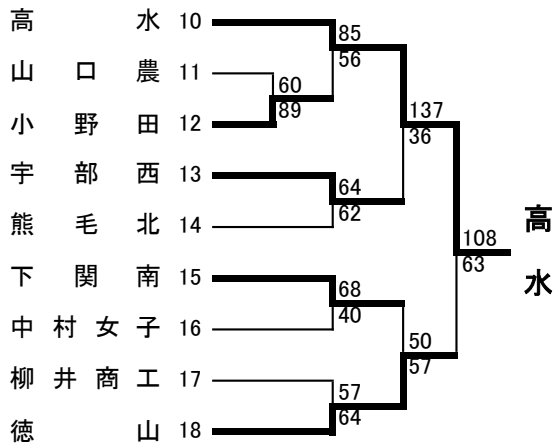 高水 10
山口農 11
小野田 12
宇部西 13
熊毛北 14
下関南 15
中村女子 16
柳井商工 17
徳山 18
60
89
85
56
64
62
68
40
57
64
137
36
50
57
108
63
高水